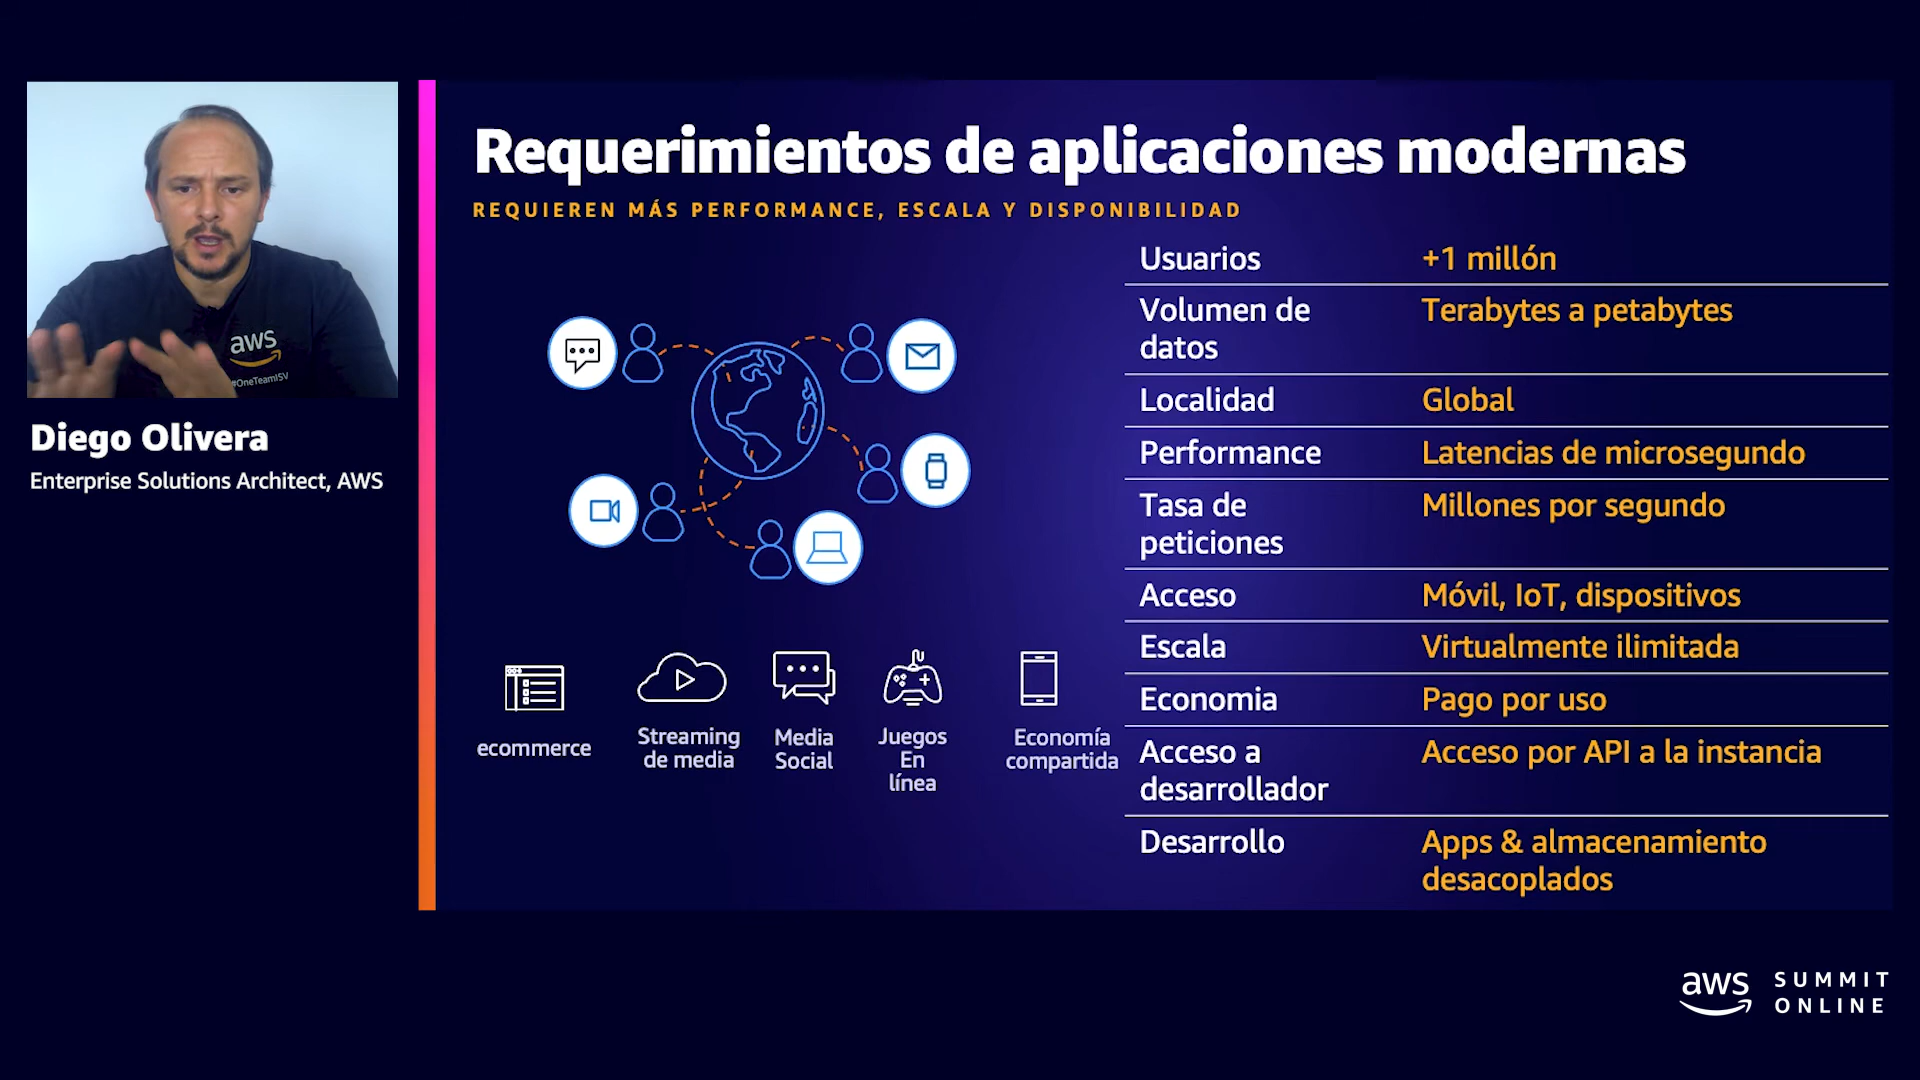 aws
#OneTeamISV
Diego Olivera
Enterprise Solutions Architect, AWS
Requerimientos de aplicaciones modernas
REQUIEREN MÁS PERFORMANCE, ESCALA Y DISPONIBILIDAD
ecommerce
Streaming
de media
Media
Social
Juegos
En
línea
Economía
compartida
Usuarios +1 millón
Volumen de Terabytes a petabytes
datos
Localidad Global
Performance Latencias de microsegundo
Tasa de Millones por segundo
peticiones
Acceso Móvil, IoT, dispositivos
Escala Virtualmente ilimitada
Economia Pago por uso
Acceso a Acceso por API a la instancia
desarrollador
Desarrollo Apps & almacenamiento
desacoplados
aws SUMMIT
ONLINE